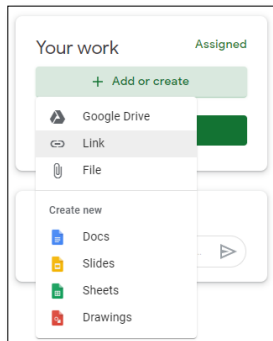 Your work
Assigned
+ Add or create
Google Drive
Link
File
Create new
Docs
Slides
Sheets
Drawings